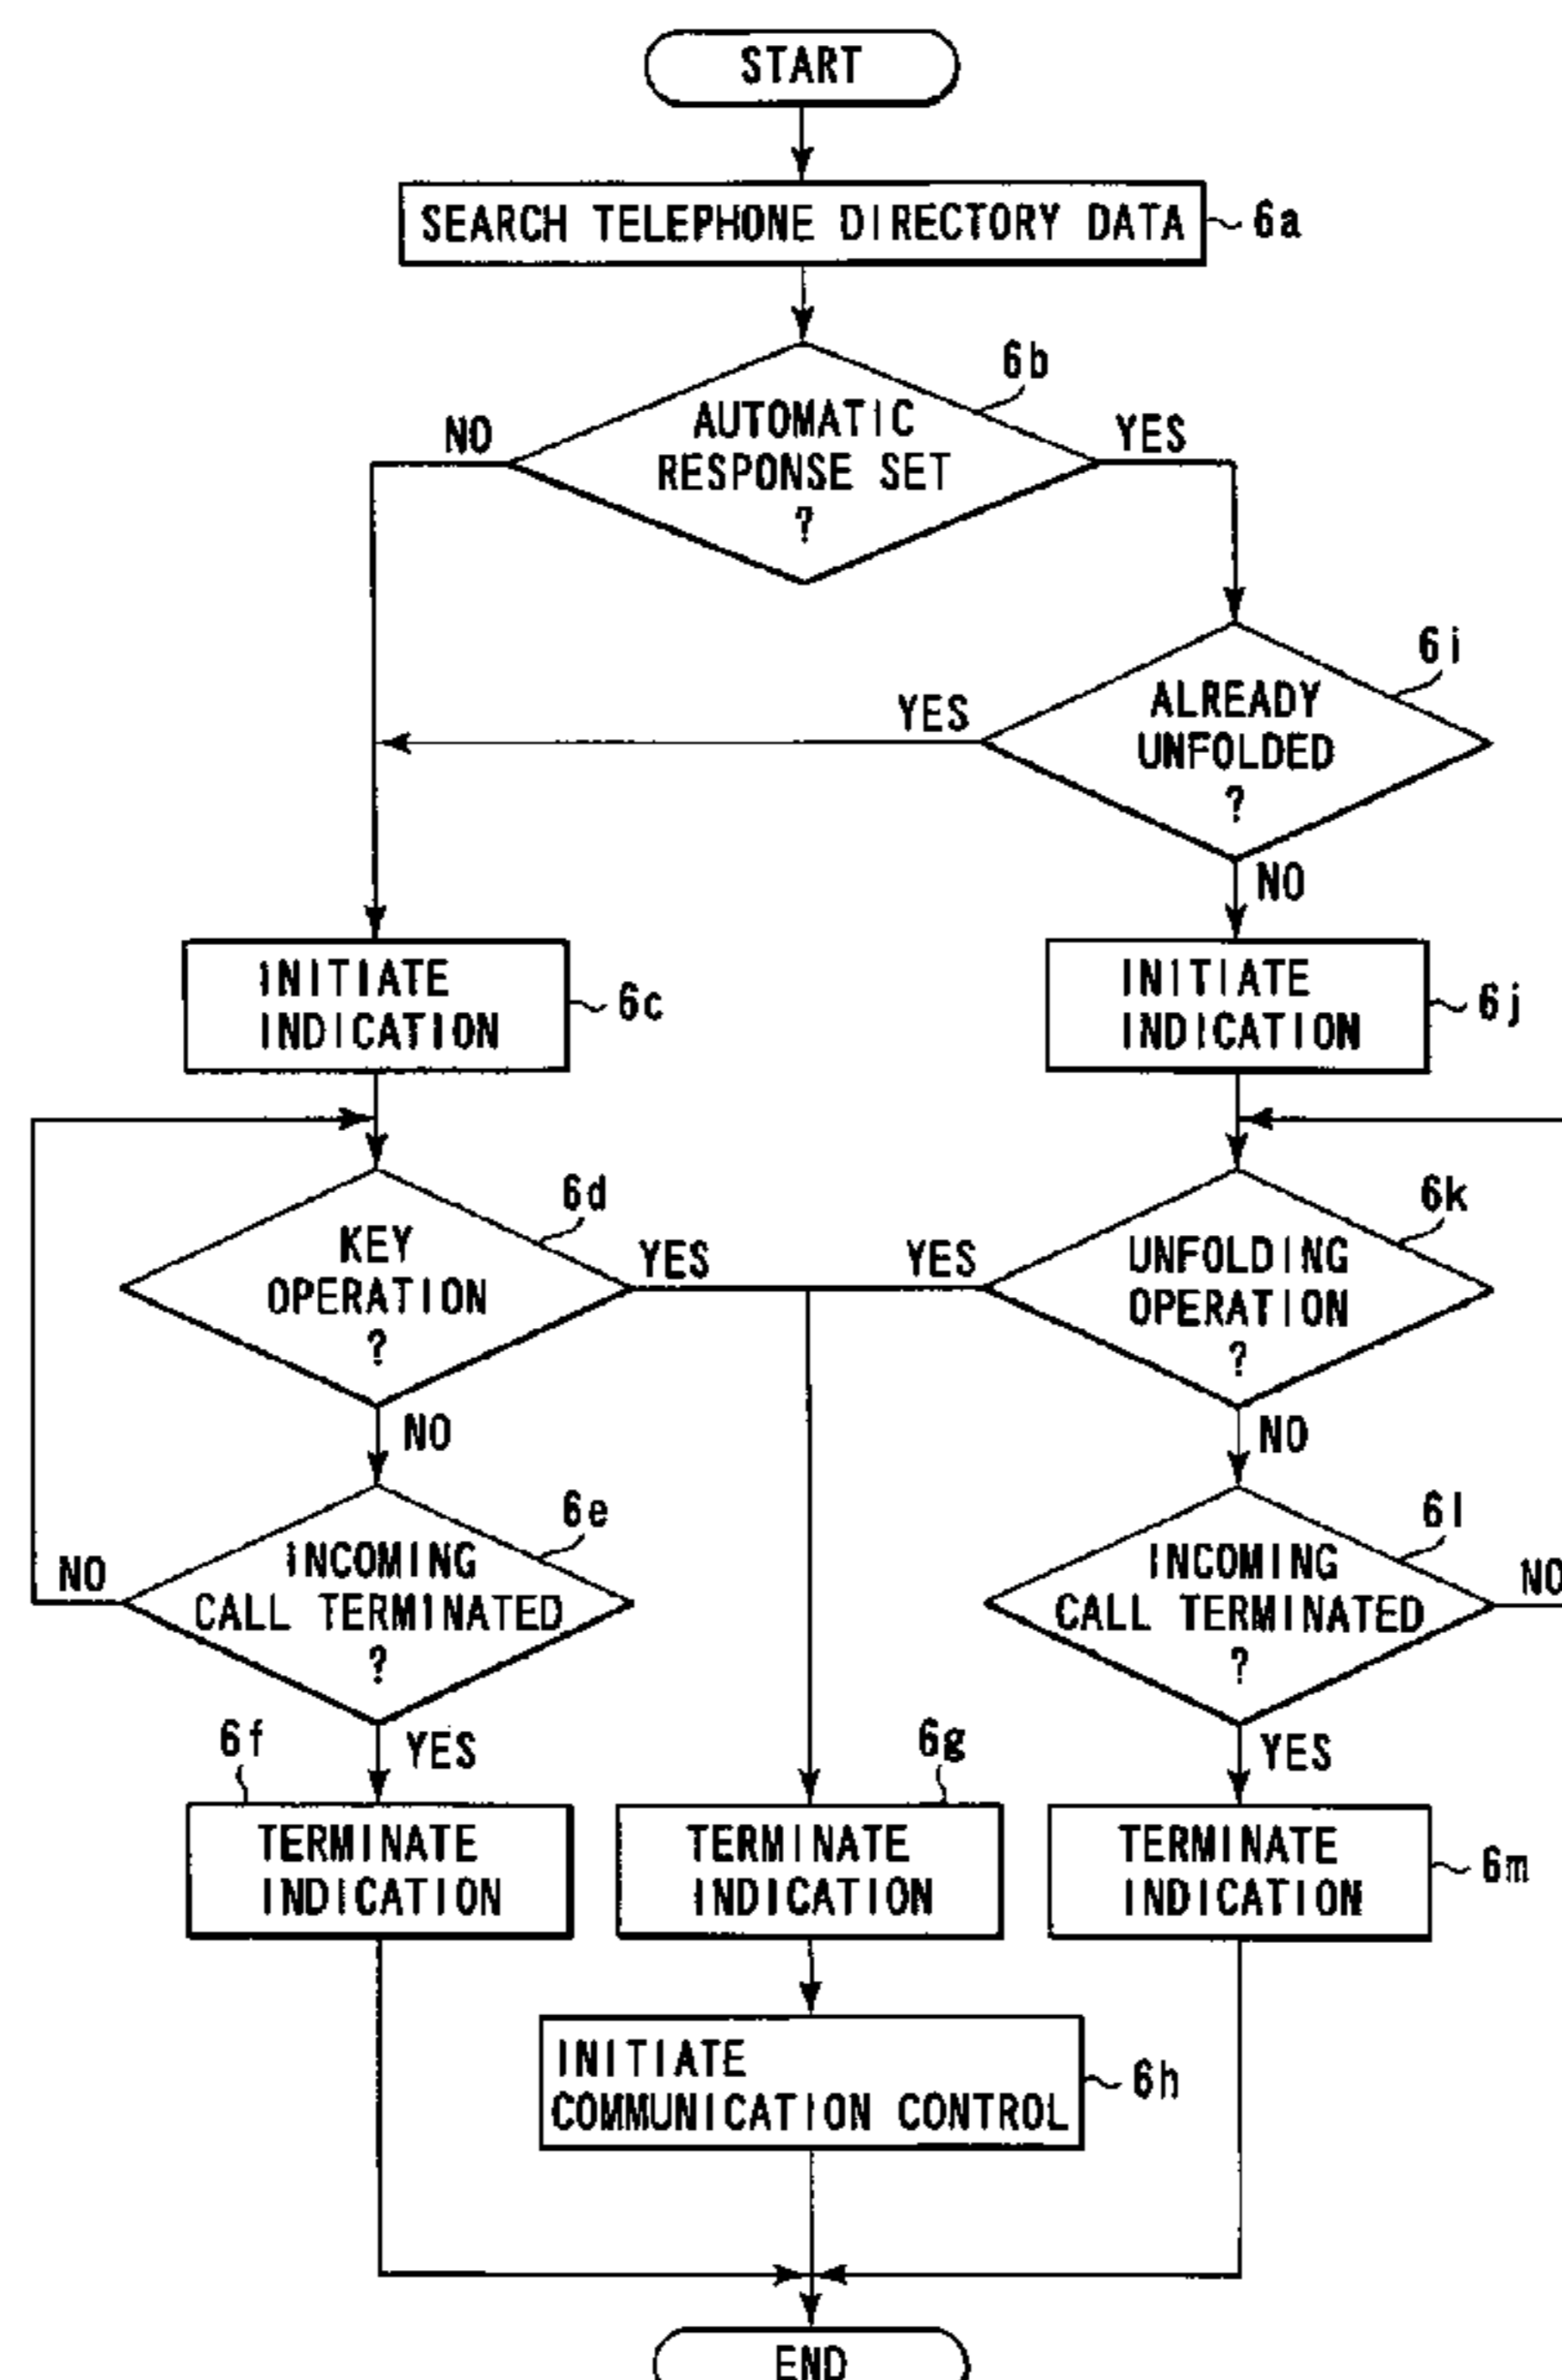 START
SEARCH TELEPHONE DIRECTORY DATA
6a
6b
NO
AUTOMATIC
RESPONSE SET
?
YES
6i
YES
ALREADY
UNFOLDED
?
NO
INITIATE
INDICATION
6c
INITIATE
INDICATION
6j
6d
KEY
OPERATION
?
YES
YES
6k
UNFOLDING
OPERATION
?
NO
NO
6e
INCOMING
CALL TERMINATED
?
NO
6l
INCOMING
CALL TERMINATED
?
NO
6f
YES
6g
YES
TERMINATE
INDICATION
TERMINATE
INDICATION
TERMINATE
INDICATION
6m
INITIATE
COMMUNICATION CONTROL
6h
END